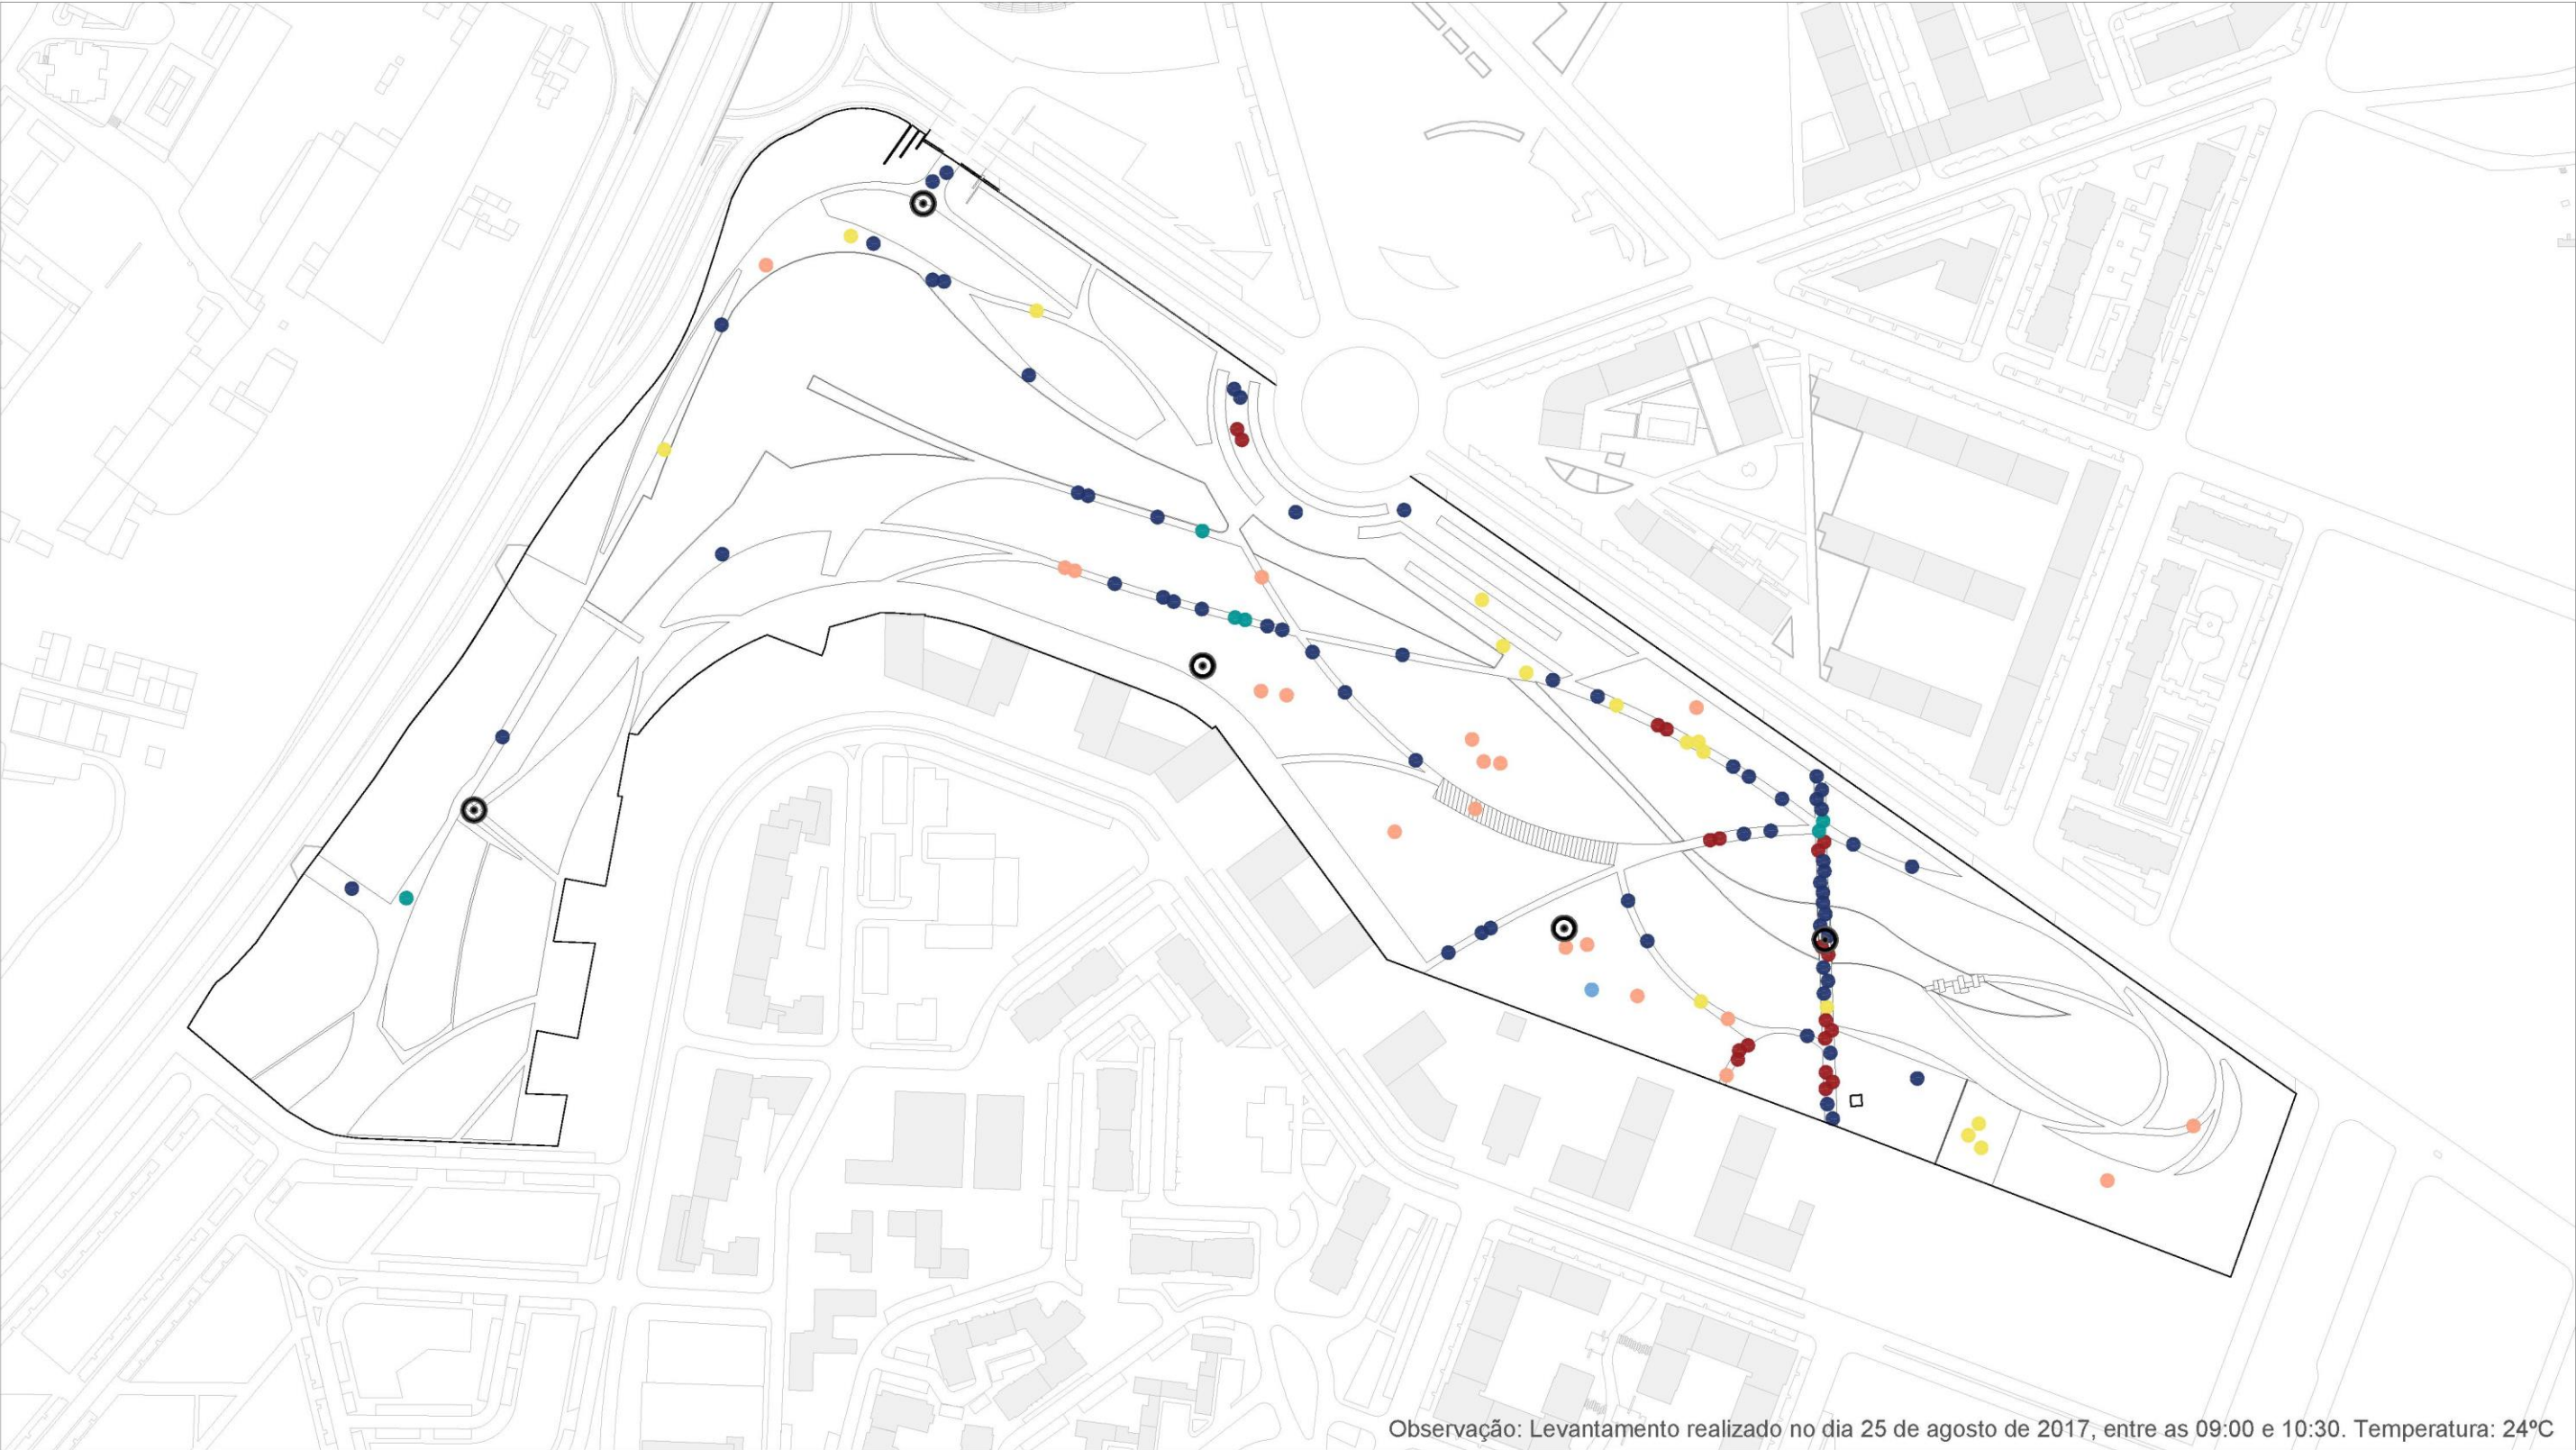 Observação: Levantamento realizado no dia 25 de agosto de 2017, entre as 09:00 e 10:30. Temperatura: 24ºC